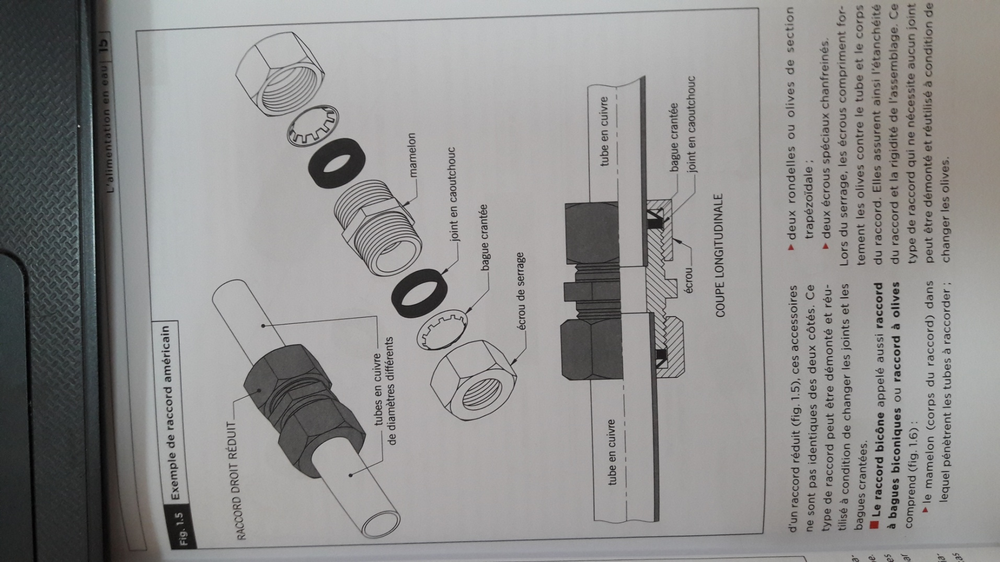 L'alimentation en eau 15
Fig. 1.5 Exemple de raccord américain
RACCORD DROIT RÉDUIT
tubes en cuivre
de diamètres différents
mamelon
joint en caoutchouc
bague crantée
écrou de serrage
tube en cuivre
tube en cuivre
bague crantée
joint en caoutchouc
écrou
COUPE LONGITUDINALE
d'un raccord réduit (fig. 1.5), ces accessoires
ne sont pas identiques des deux côtés. Ce
type de raccord peut être démonté et réu-
tilisé à condition de changer les joints et les
bagues crantées.
■ Le raccord bicône appelé aussi raccord
à bagues biconiques ou raccord à olives
comprend (fig. 1.6) :
▸ le mamelon (corps du raccord) dans
lequel pénètrent les tubes à raccorder ;
▸ deux rondelles ou olives de section
trapézoïdale ;
▸ deux écrous spéciaux chanfreinés.
Lors du serrage, les écrous compriment for-
tement les olives contre le tube et le corps
du raccord. Elles assurent ainsi l'étanchéité
du raccord et la rigidité de l'assemblage. Ce
type de raccord qui ne nécessite aucun joint
peut être démonté et réutilisé à condition de
changer les olives.